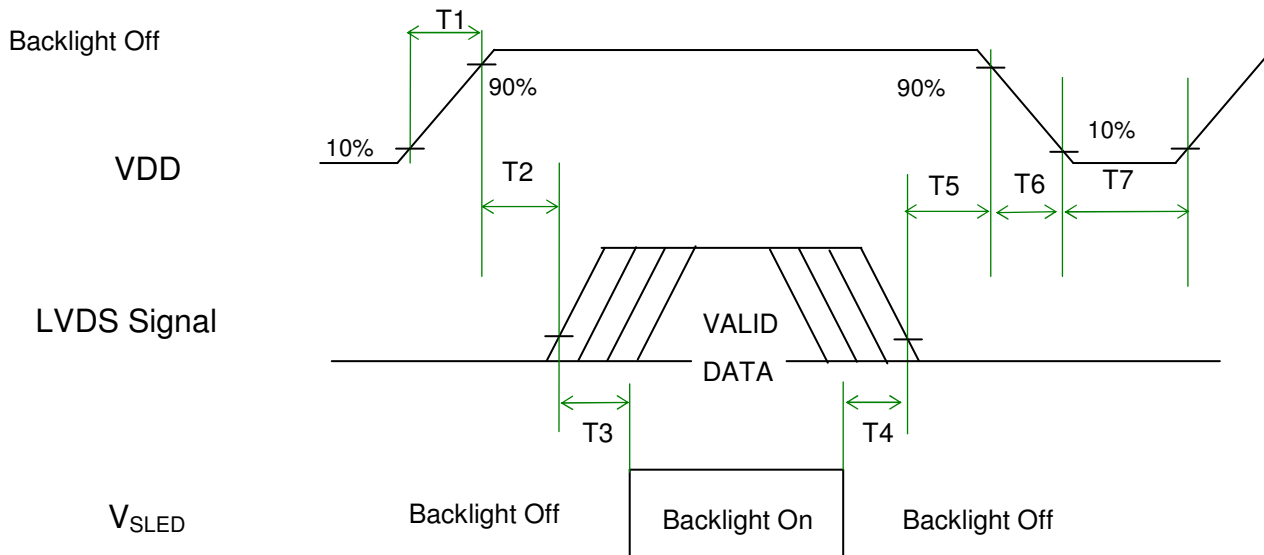 T1
Backlight Off
90%
90%
10%
10%
VDD
T2
T5
T6
T7
LVDS Signal
VALID
DATA
T3
T4
VSLED
Backlight Off
Backlight On
Backlight Off